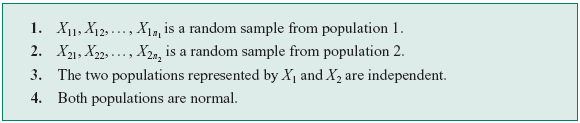 1. X₁₁, X₁₂, . . . , X₁ₙ₁ is a random sample from population 1.
2. X₂₁, X₂₂, . . . , X₂ₙ₂ is a random sample from population 2.
3. The two populations represented by X₁ and X₂ are independent.
4. Both populations are normal.